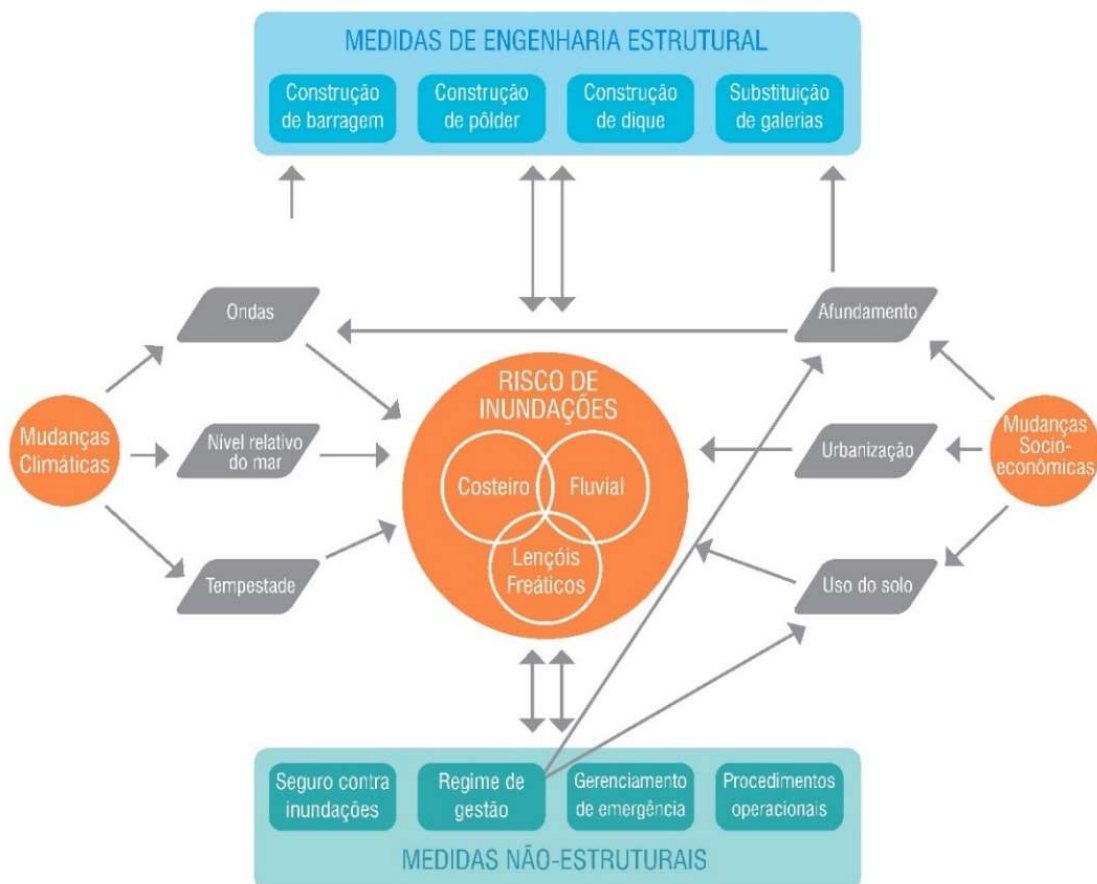 MEDIDAS DE ENGENHARIA ESTRUTURAL
Construção
de barragem
Construção
de pôlder
Construção
de dique
Substituição
de galerias
Ondas
Afundamento
RISCO DE
INUNDAÇÕES
Mudanças
Climáticas
Nível relativo
do mar
Costeiro
Fluvial
Urbanização
Mudanças
Socio-
econômicas
Lençóis
Freáticos
Tempestade
Uso do solo
Seguro contra
inundações
Regime de
gestão
Gerenciamento
de emergência
Procedimentos
operacionais
MEDIDAS NÃO-ESTRUTURAIS